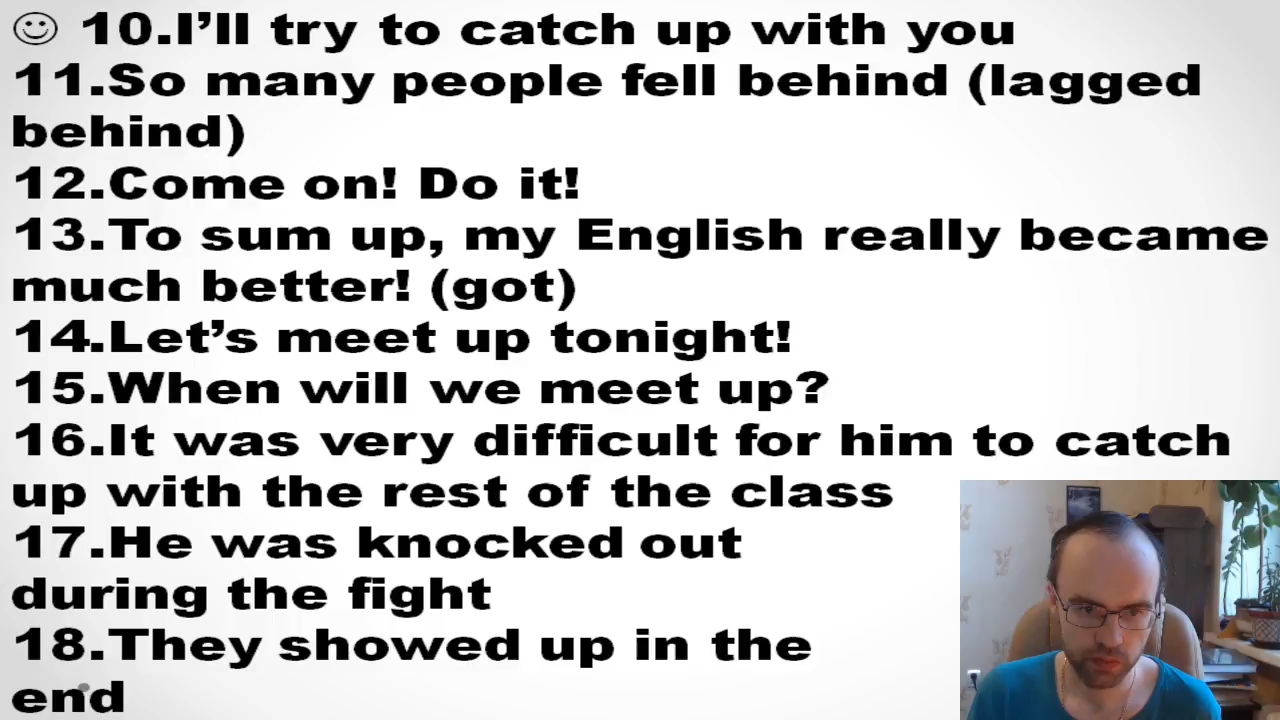 ☺ 10.I’ll try to catch up with you
11.So many people fell behind (lagged
behind)
12.Come on! Do it!
13.To sum up, my English really became
much better! (got)
14.Let’s meet up tonight!
15.When will we meet up?
16.It was very difficult for him to catch
up with the rest of the class
17.He was knocked out
during the fight
18.They showed up in the
end